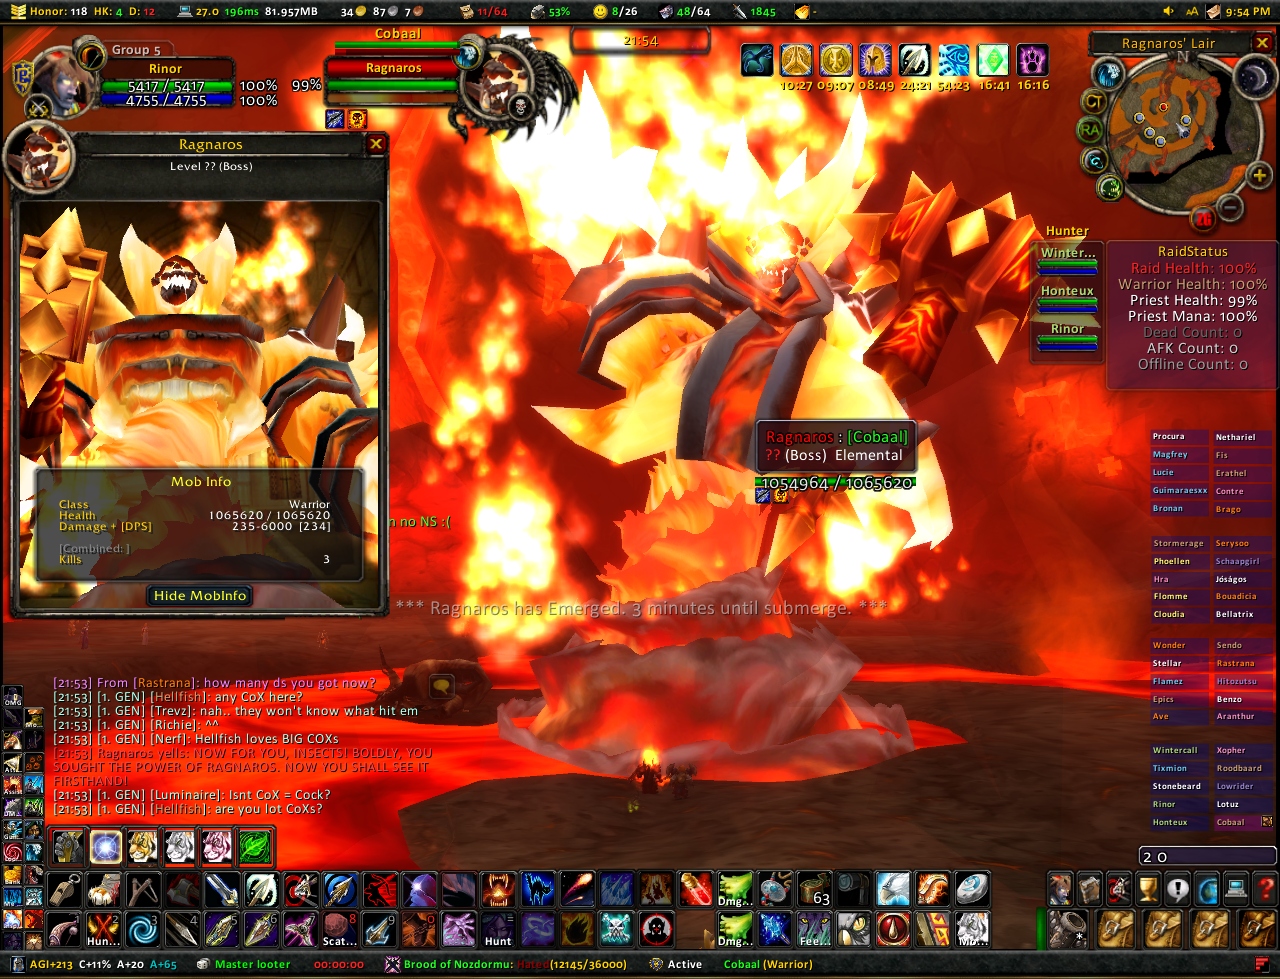 Honor: 118 HK: 4 D: 12 27.0 196ms 81.957MB 34 87 7 11/64 53% 8/26 48/64 1845 - 9:54 PM
Group 5
Rinor
5417 / 5417 100%
4755 / 4755 100%
Cobaal
99% Ragnaros
21:54
10:27 09:07 08:49 24:21 54:23 16:41 16:16
Ragnaros' Lair
N
CT
RA
Ragnaros
Level ?? (Boss)
Mob Info
Class Warrior
Health 1065620 / 1065620
Damage + [DPS] 235-6000 [234]
[Combined: ]
Kills 3
Hide MobInfo
Hunter
Winter...
Honteux
Rinor
RaidStatus
Raid Health: 100%
Warrior Health: 100%
Priest Health: 99%
Priest Mana: 100%
Dead Count: 0
AFK Count: 0
Offline Count: 0
Ragnaros : [Cobaal]
?? (Boss) Elemental
1054964 / 1065620
n no NS :(
*** Ragnaros has Emerged. 3 minutes until submerge. ***
Procura Nethariel
Magfrey Fis
Lucie Erathel
Guimaraesxx Contre
Bronan Brago
Stormerage Serysoo
Phoellen Schaapgirl
Hra Jóságos
Flomme Bouadicia
Cloudia Bellatrix
Wonder Sendo
Stellar Rastrana
Flamez Hitozutsu
Epics Benzo
Ave Aranthur
Wintercall Xopher
Tixmion Roodbaard
Stonebeard Lowrider
Rinor Lotuz
Honteux Cobaal
[21:53] From [Rastrana]: how many ds you got now?
[21:53] [1. GEN] [Hellfish]: any CoX here?
[21:53] [1. GEN] [Trevz]: nah.. they won't know what hit em
[21:53] [1. GEN] [Richie]: ^^
[21:53] [1. GEN] [Nerf]: Hellfish loves BIG COXs
[21:53] Ragnaros yells: NOW FOR YOU, INSECTS! BOLDLY, YOU
SOUGHT THE POWER OF RAGNAROS. NOW YOU SHALL SEE IT
FIRSTHAND!
[21:53] [1. GEN] [Luminaire]: Isnt CoX = Cock?
[21:53] [1. GEN] [Hellfish]: are you lot CoXs?
2 0
OMG
Mo...
Assist
Dmg... 63
Hun... Scat... Hunt Dmg... Fee...
AGI+213 C+11% A+20 A+65 Master looter 00:00:00 Brood of Nozdormu: Hated(12145/36000) Active Cobaal (Warrior)